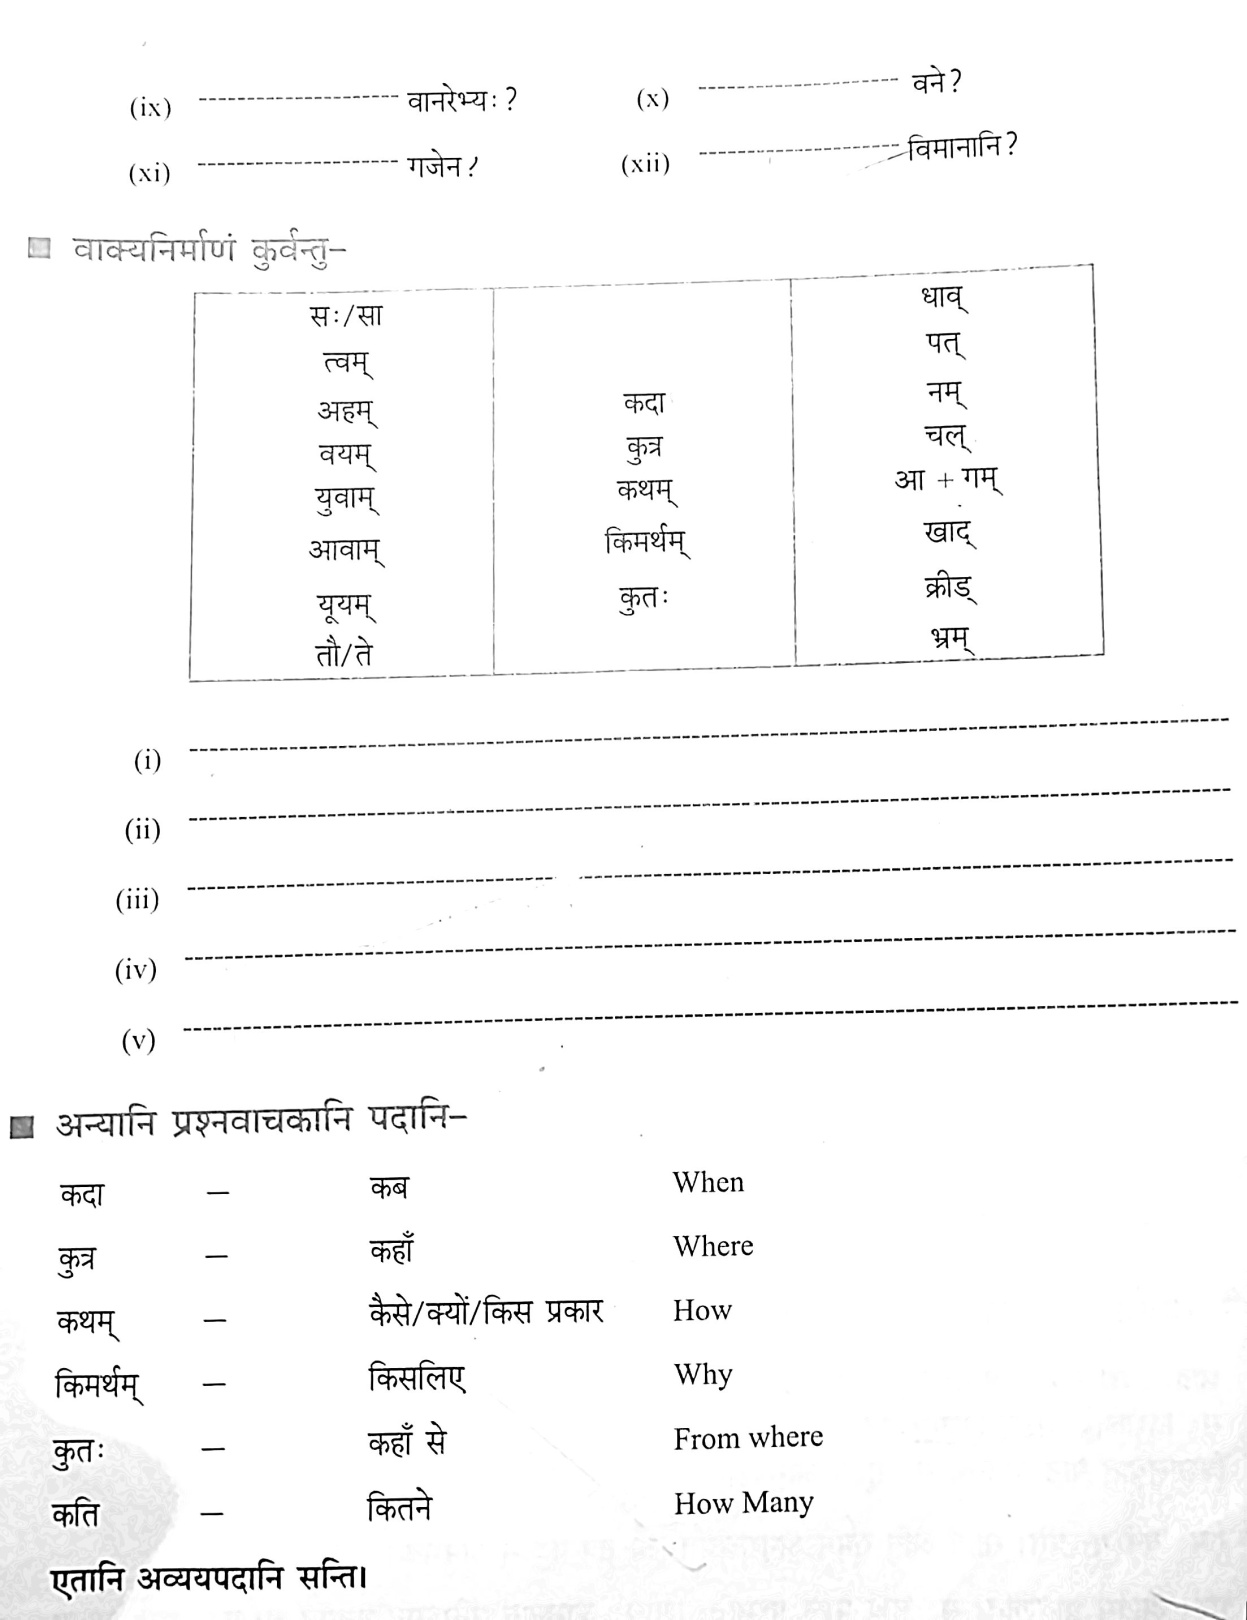 (ix) ---------------- वानरेभ्यः? (x) ---------------- वने?
(xi) ---------------- गजेन? (xii) ---------------- विमानानि?
वाक्यनिर्माणं कुर्वन्तु–
सः/सा
त्वम्
अहम्
वयम्
युवाम्
आवाम्
यूयम्
तौ/ते
कदा
कुत्र
कथम्
किमर्थम्
कुतः
धाव्
पत्
नम्
चल्
आ + गम्
खाद्
क्रीड्
भ्रम्
(i) ----------------
(ii) ----------------
(iii) ----------------
(iv) ----------------
(v) ----------------
अन्यानि प्रश्नवाचकानि पदानि–
कदा – कब When
कुत्र – कहाँ Where
कथम् – कैसे/क्यों/किस प्रकार How
किमर्थम् – किसलिए Why
कुतः – कहाँ से From where
कति – कितने How Many
एतानि अव्ययपदानि सन्ति।